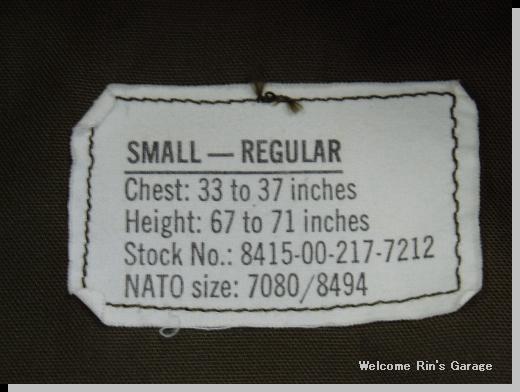 SMALL — REGULAR
Chest: 33 to 37 inches
Height: 67 to 71 inches
Stock No.: 8415-00-217-7212
NATO size: 7080/8494
Welcome Rin's Garage